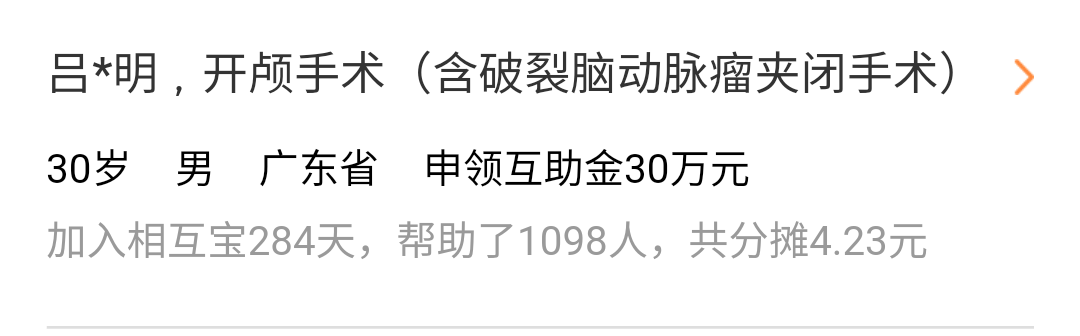 吕*明，开颅手术（含破裂脑动脉瘤夹闭手术）
30岁 男 广东省 申领互助金30万元
加入相互宝284天，帮助了1098人，共分摊4.23元